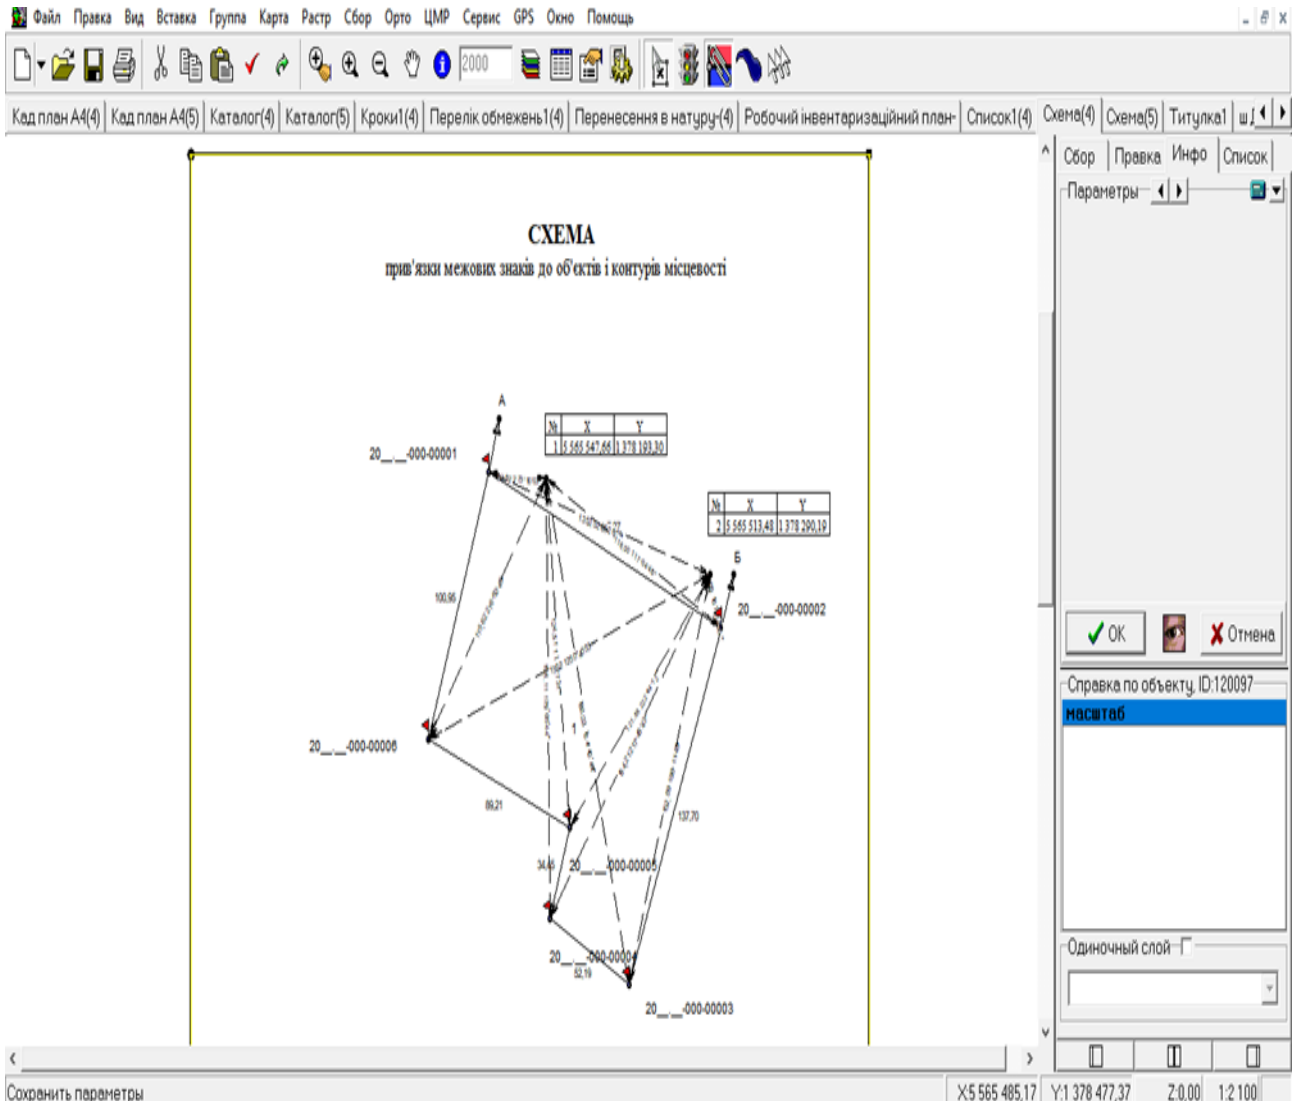 Файл Правка Вид Вставка Группа Карта Растр Сбор Орто ЦМР Сервис GPS Окно Помощь
2000
Кад план А4(4) Кад план А4(5) Каталог(4) Каталог(5) Кроки1(4) Перелік обмежень1(4) Перенесення в натуру-(4) Робочий інвентаризаційний план- Список1(4) Схема(4) Схема(5) Титулка1
Сбор Правка Инфо Список
Параметры
СХЕМА
прив'язки межових знаків до об'єктів і контурів місцевості
А
№ X Y
1 5 565 547,66 1 378 193,30
20__.__-000-00001
№ X Y
2 5 565 513,48 1 378 290,19
Б
20__.__-000-00002
100,95
OK Отмена
Справка по объекту, ID:120097
масштаб
1
20__.__-000-00006
89,21
137,70
20__.__-000-00005
20__.__-000-00004
52,19
20__.__-000-00003
Одиночный слой
Сохранить параметры X:5 565 485,17 Y:1 378 477,37 Z:0,00 1:2 100